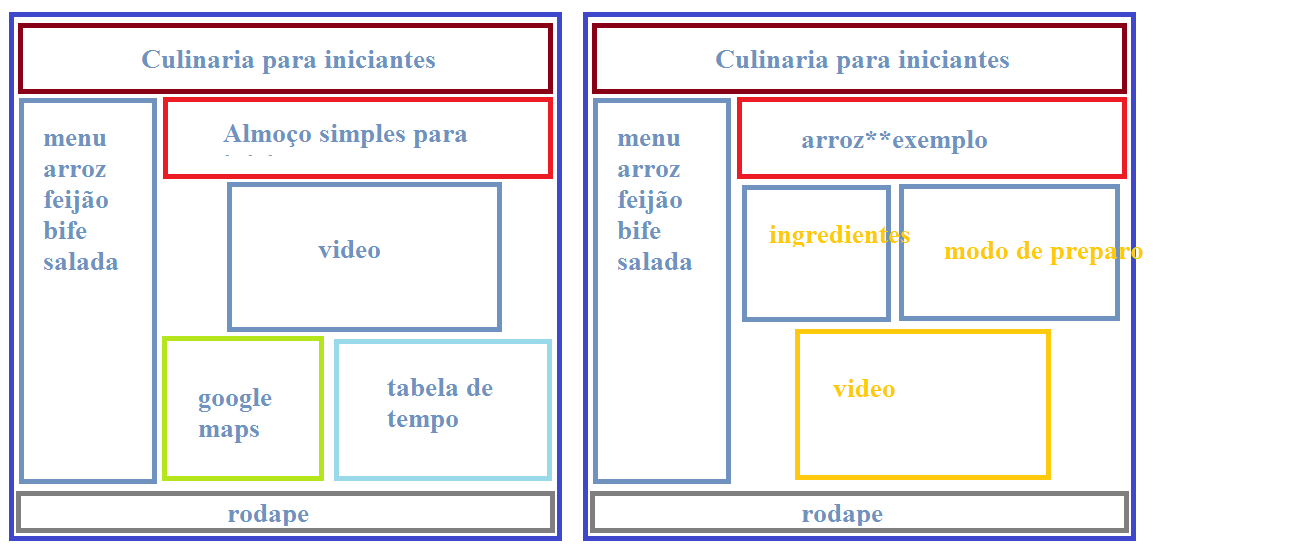 Culinaria para iniciantes
menu
arroz
feijão
bife
salada
Almoço simples para
video
google
maps
tabela de
tempo
rodape
Culinaria para iniciantes
menu
arroz
feijão
bife
salada
arroz**exemplo
ingredientes
modo de preparo
video
rodape